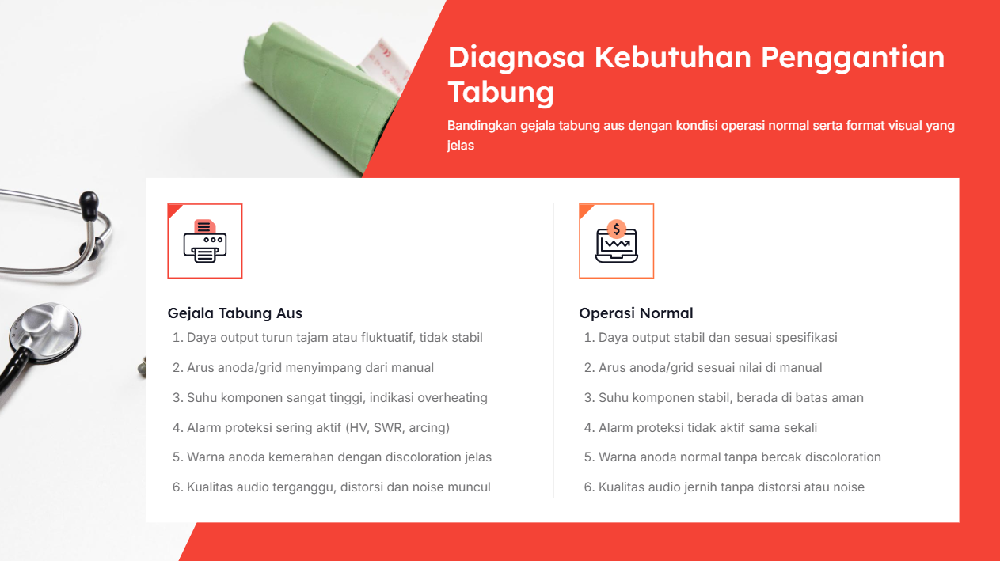 Diagnosa Kebutuhan Penggantian
Tabung
Bandingkan gejala tabung aus dengan kondisi operasi normal serta format visual yang
jelas
Gejala Tabung Aus
1. Daya output turun tajam atau fluktuatif, tidak stabil
2. Arus anoda/grid menyimpang dari manual
3. Suhu komponen sangat tinggi, indikasi overheating
4. Alarm proteksi sering aktif (HV, SWR, arcing)
5. Warna anoda kemerahan dengan discoloration jelas
6. Kualitas audio terganggu, distorsi dan noise muncul
$
Operasi Normal
1. Daya output stabil dan sesuai spesifikasi
2. Arus anoda/grid sesuai nilai di manual
3. Suhu komponen stabil, berada di batas aman
4. Alarm proteksi tidak aktif sama sekali
5. Warna anoda normal tanpa bercak discoloration
6. Kualitas audio jernih tanpa distorsi atau noise